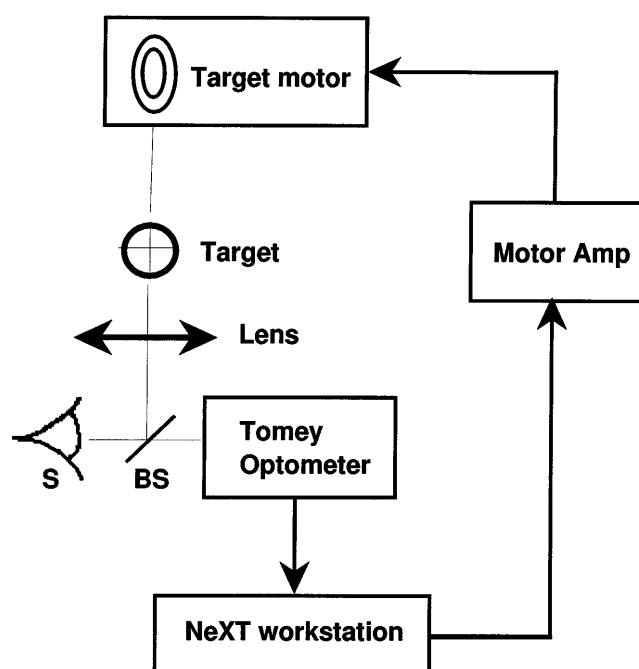 Target motor
Target
Motor Amp
Lens
Tomey
Optometer
S
BS
NeXT workstation